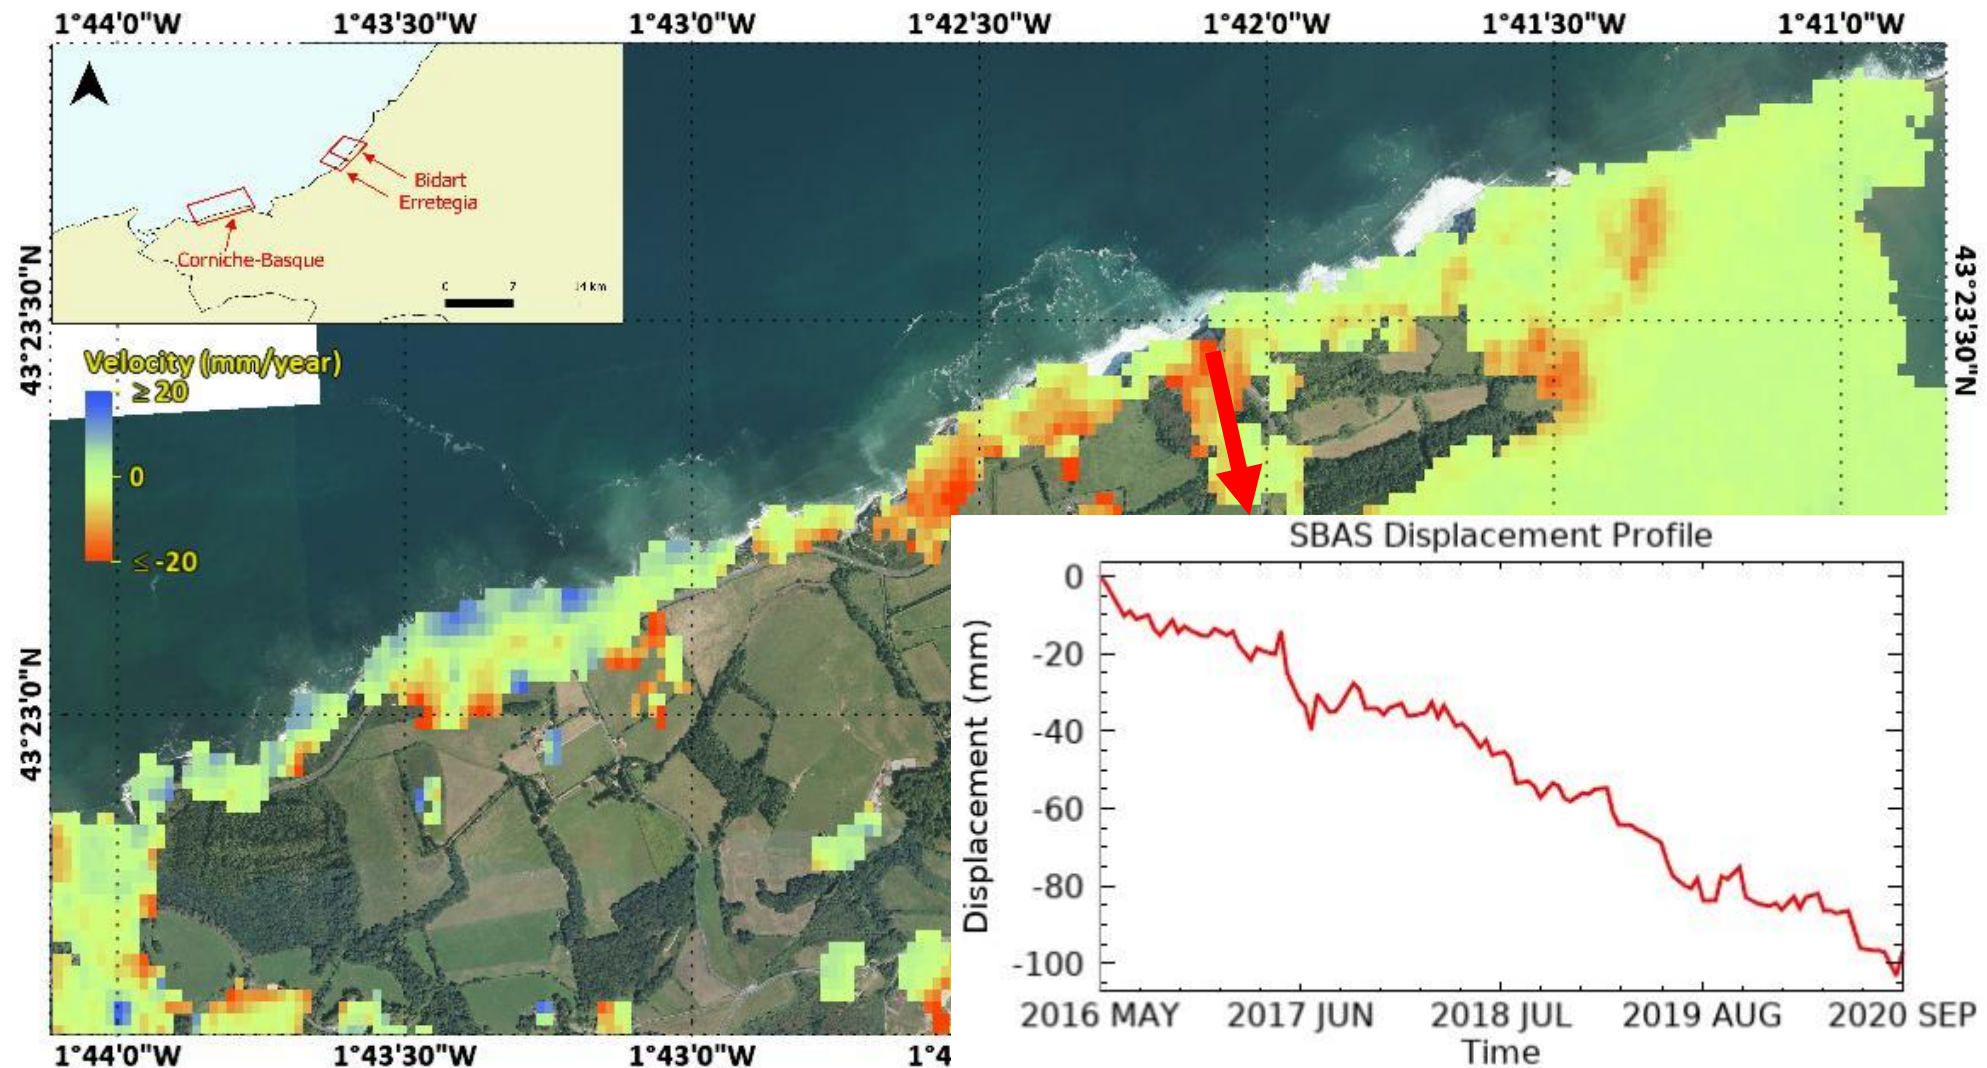 1°44'0"W 1°43'30"W 1°43'0"W 1°42'30"W 1°42'0"W 1°41'30"W 1°41'0"W
Bidart
Erretegia
Corniche-Basque
0 7 14 km
43°23'30"N
43°23'30"N
Velocity (mm/year)
≥ 20
0
≤ -20
43°23'0"N
SBAS Displacement Profile
Displacement (mm)
0
-20
-40
-60
-80
-100
2016 MAY 2017 JUN 2018 JUL 2019 AUG 2020 SEP
Time
1°44'0"W 1°43'30"W 1°43'0"W 1°4